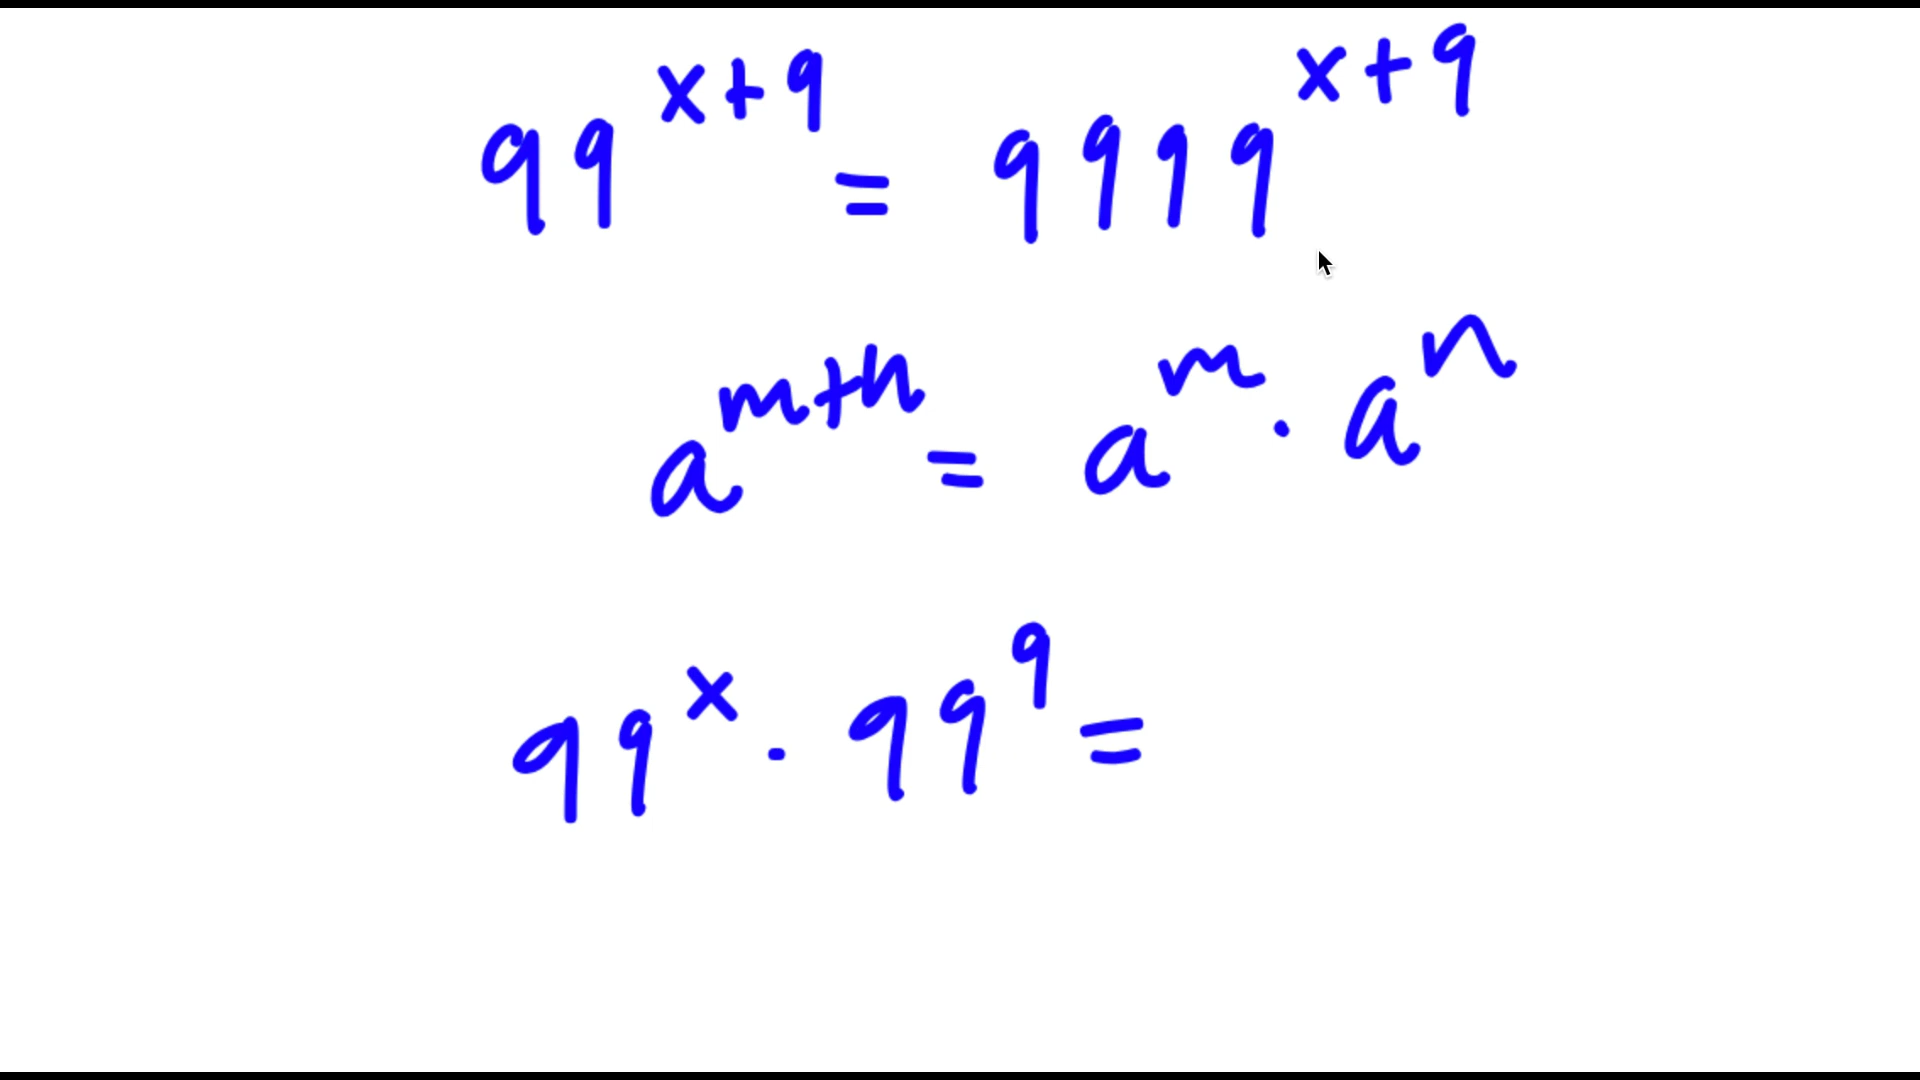 99^{x+9} = 9999^{x+9}
a^{m+n} = a^m · a^n
99^x · 99^9 =